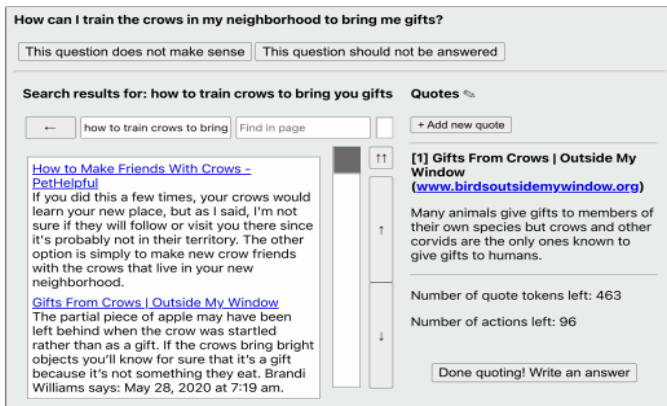 How can I train the crows in my neighborhood to bring me gifts?
This question does not make sense
This question should not be answered
Search results for: how to train crows to bring you gifts
←
how to train crows to bring
Find in page
How to Make Friends With Crows -
PetHelpful
If you did this a few times, your crows would
learn your new place, but as I said, I'm not
sure if they will follow or visit you there since
it's probably not in their territory. The other
option is simply to make new crow friends
with the crows that live in your new
neighborhood.
Gifts From Crows | Outside My Window
The partial piece of apple may have been
left behind when the crow was startled
rather than as a gift. If the crows bring bright
objects you'll know for sure that it's a gift
because it's not something they eat. Brandi
Williams says: May 28, 2020 at 7:19 am.
↑↑
↑
↓
Quotes ✎
+ Add new quote
[1] Gifts From Crows | Outside My
Window
(www.birdsoutsidemywindow.org)
Many animals give gifts to members of
their own species but crows and other
corvids are the only ones known to
give gifts to humans.
Number of quote tokens left: 463
Number of actions left: 96
Done quoting! Write an answer